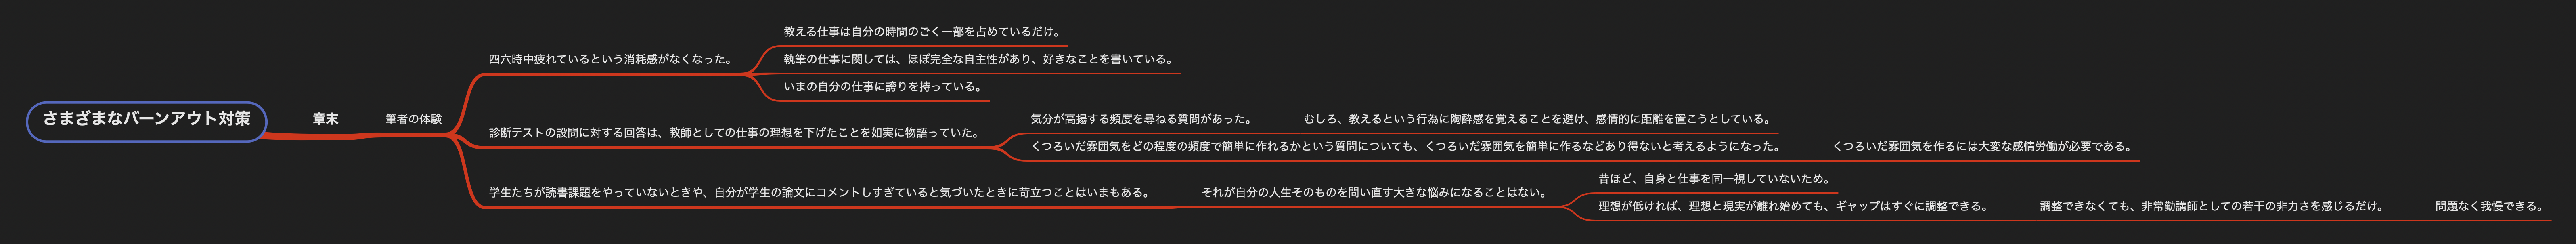 さまざまなバーンアウト対策
章末
筆者の体験
四六時中疲れているという消耗感がなくなった。
教える仕事は自分の時間のごく一部を占めているだけ。
執筆の仕事に関しては、ほぼ完全な自主性があり、好きなことを書いている。
いまの自分の仕事に誇りを持っている。
診断テストの設問に対する回答は、教師としての仕事の理想を下げたことを如実に物語っていた。
気分が高揚する頻度を尋ねる質問があった。
むしろ、教えるという行為に陶酔感を覚えることを避け、感情的に距離を置こうとしている。
くつろいだ雰囲気をどの程度の頻度で簡単に作れるかという質問についても、くつろいだ雰囲気を簡単に作るなどあり得ないと考えるようになった。
くつろいだ雰囲気を作るには大変な感情労働が必要である。
学生たちが読書課題をやっていないときや、自分が学生の論文にコメントしすぎていると気づいたときに苛立つことはいまもある。
それが自分の人生そのものを問い直す大きな悩みになることはない。
昔ほど、自身と仕事を同一視していないため。
理想が低ければ、理想と現実が離れ始めても、ギャップはすぐに調整できる。
調整できなくても、非常勤講師としての若干の非力さを感じるだけ。
問題なく我慢できる。